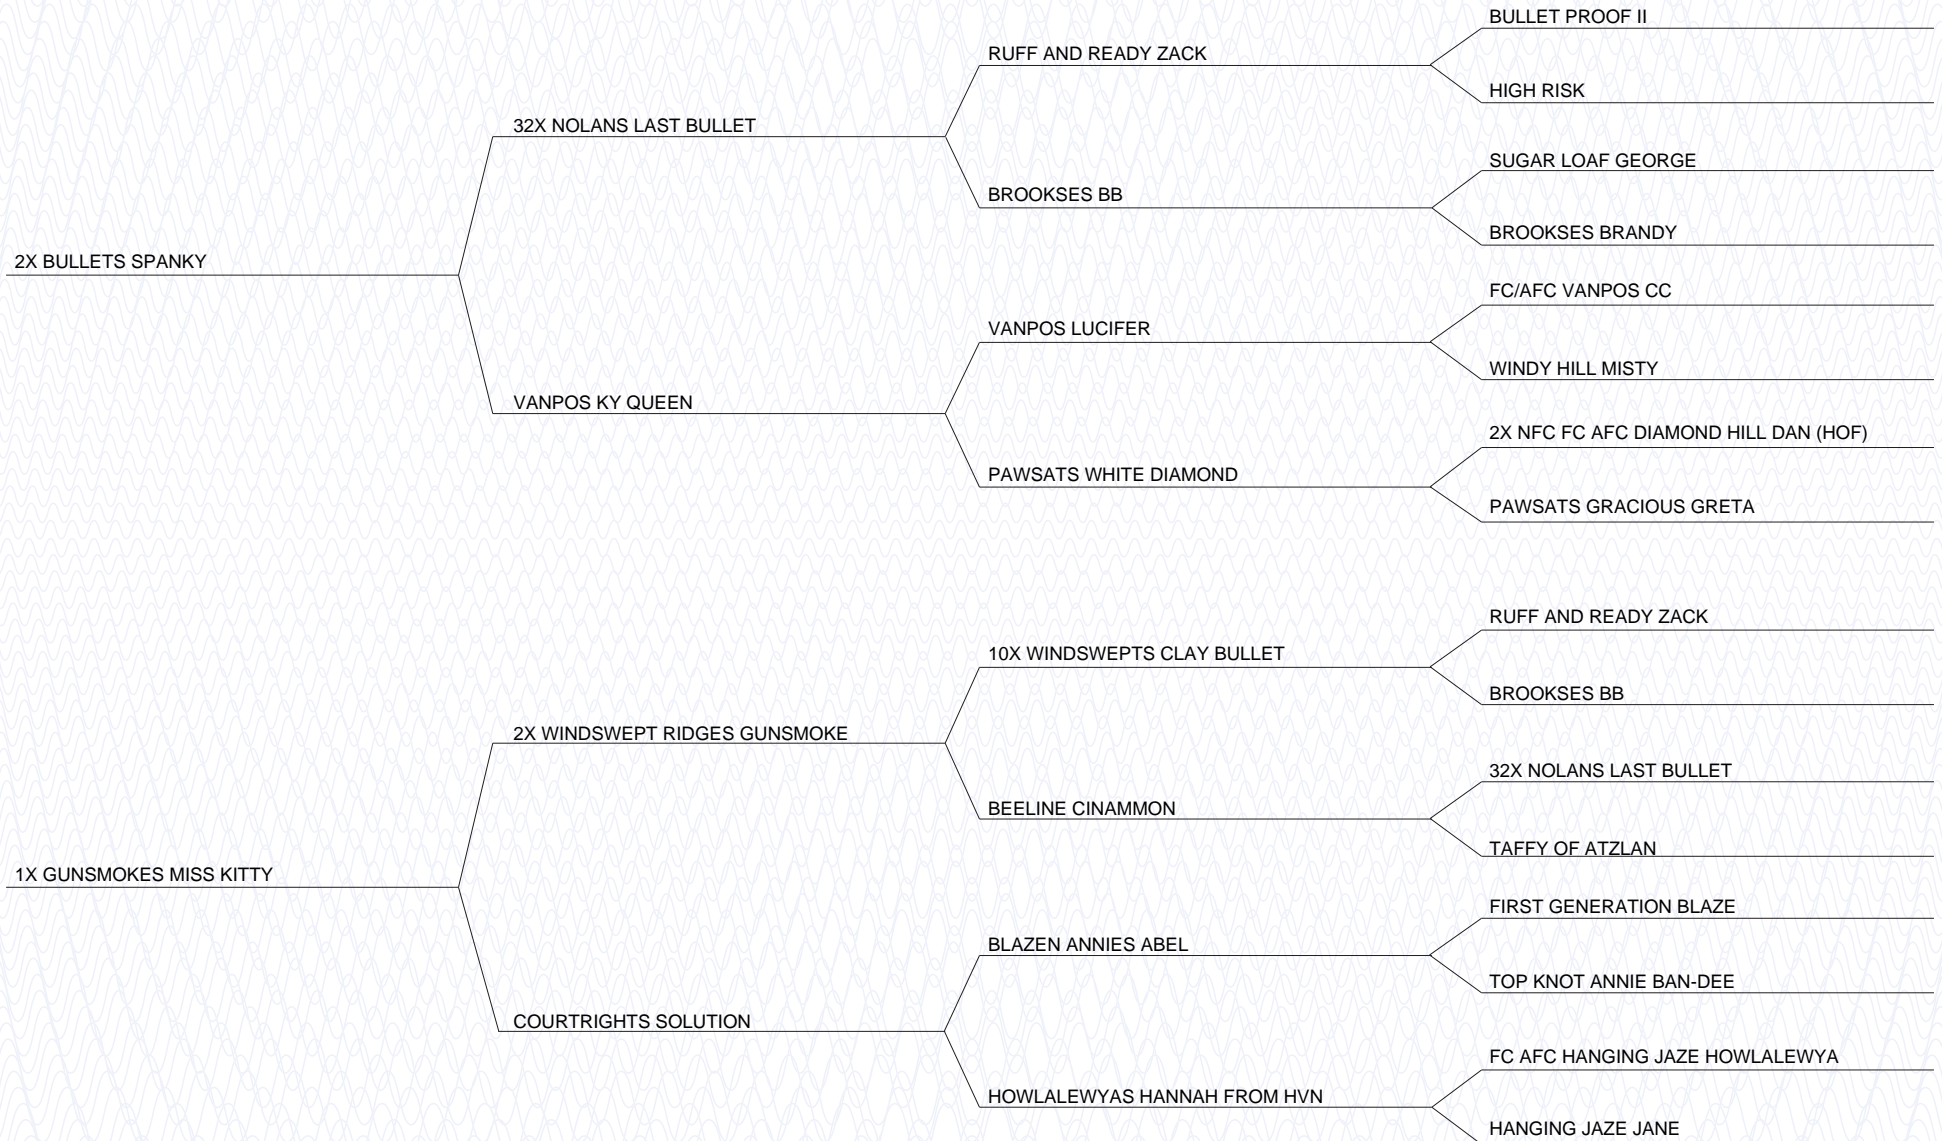 BULLET PROOF II
RUFF AND READY ZACK
HIGH RISK
32X NOLANS LAST BULLET
SUGAR LOAF GEORGE
BROOKSES BB
BROOKSES BRANDY
2X BULLETS SPANKY
FC/AFC VANPOS CC
VANPOS LUCIFER
WINDY HILL MISTY
VANPOS KY QUEEN
2X NFC FC AFC DIAMOND HILL DAN (HOF)
PAWSATS WHITE DIAMOND
PAWSATS GRACIOUS GRETA
RUFF AND READY ZACK
10X WINDSWEPTS CLAY BULLET
BROOKSES BB
2X WINDSWEPT RIDGES GUNSMOKE
32X NOLANS LAST BULLET
BEELINE CINAMMON
TAFFY OF ATZLAN
1X GUNSMOKES MISS KITTY
FIRST GENERATION BLAZE
BLAZEN ANNIES ABEL
TOP KNOT ANNIE BAN-DEE
COURTRIGHTS SOLUTION
FC AFC HANGING JAZE HOWLALEWYA
HOWLALEWYAS HANNAH FROM HVN
HANGING JAZE JANE